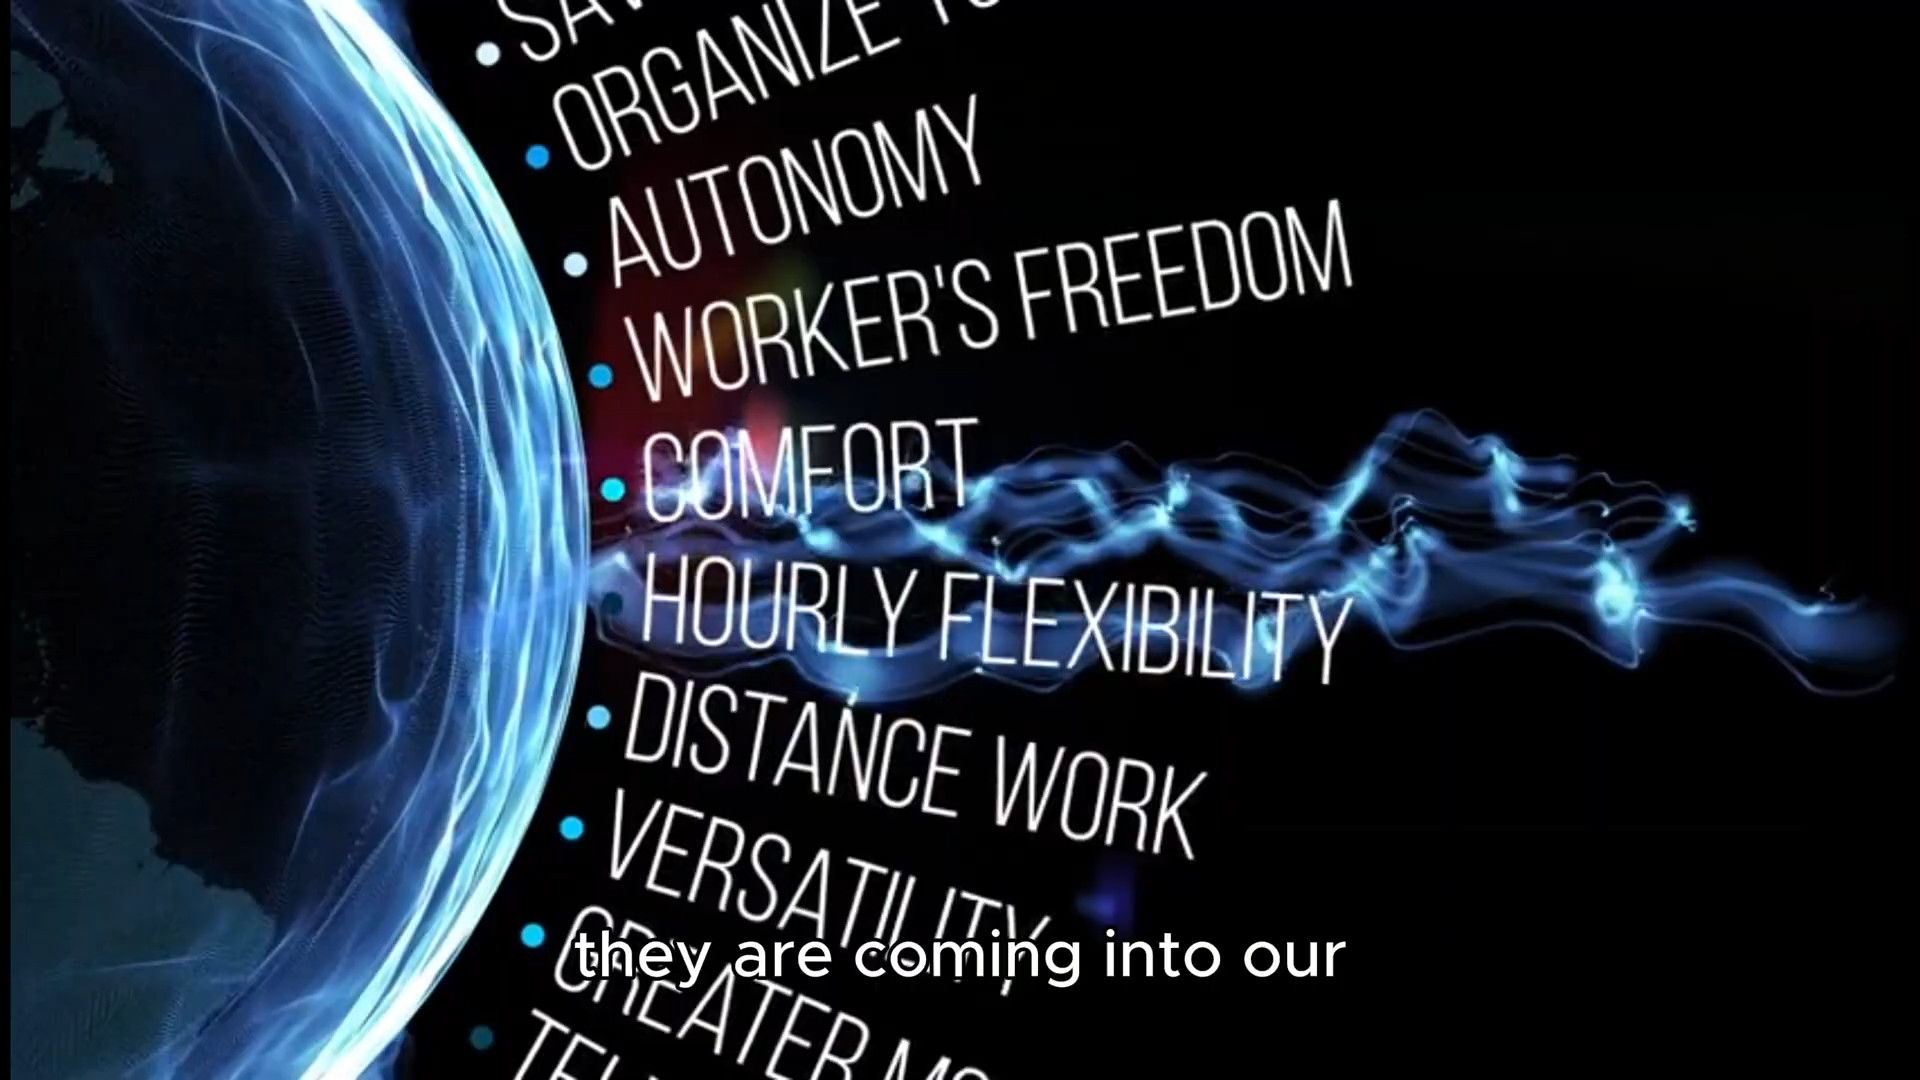 ORGANIZE
AUTONOMY
WORKER'S FREEDOM
COMFORT
HOURLY FLEXIBILITY
DISTANCE WORK
VERSATILITY
GREATER
they are coming into our